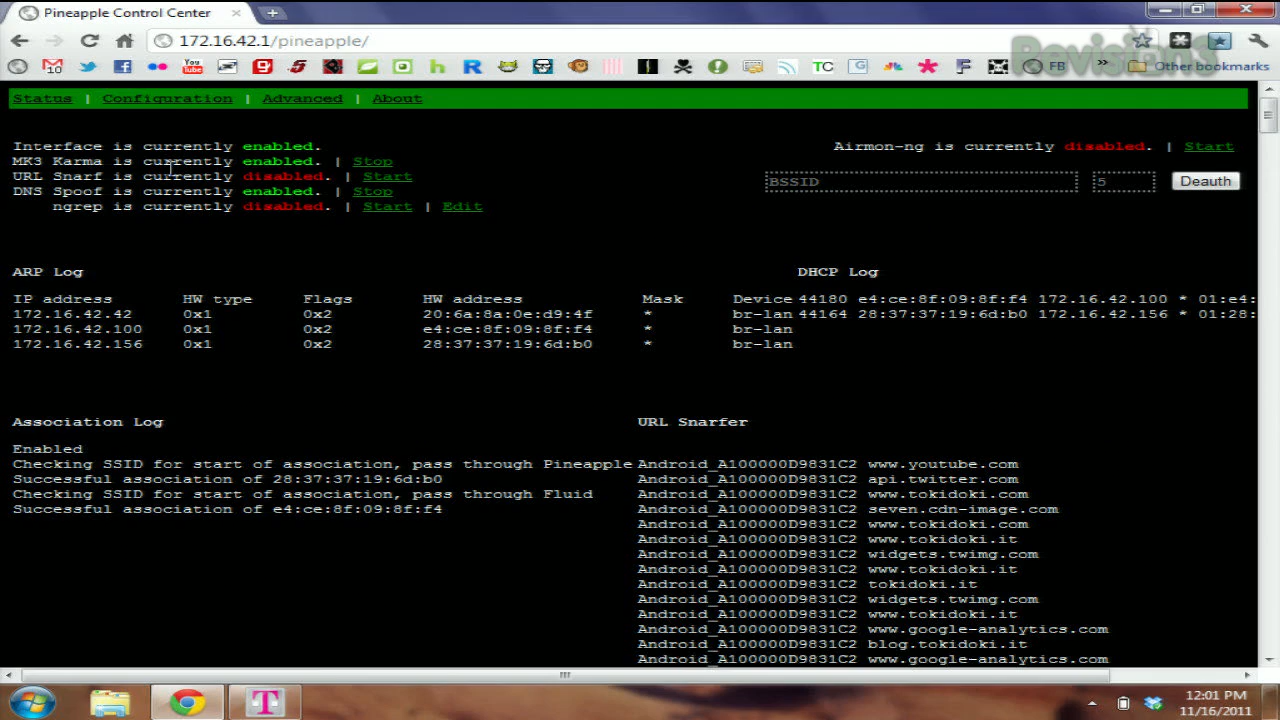 Pineapple Control Center
172.16.42.1/pineapple/
10
You
TC
FB
Other bookmarks
Status | Configuration | Advanced | About
Interface is currently enabled.
MK3 Karma is currently enabled. | Stop
URL Snarf is currently disabled. | Start
DNS Spoof is currently enabled. | Stop
ngrep is currently disabled. | Start | Edit
Airmon-ng is currently disabled. | Start
BSSID 5 Deauth
ARP Log
IP address HW type Flags HW address Mask Device
172.16.42.42 0x1 0x2 20:6a:8a:0e:d9:4f * br-lan
172.16.42.100 0x1 0x2 e4:ce:8f:09:8f:f4 * br-lan
172.16.42.156 0x1 0x2 28:37:37:19:6d:b0 * br-lan
DHCP Log
44180 e4:ce:8f:09:8f:f4 172.16.42.100 * 01:e4:
44164 28:37:37:19:6d:b0 172.16.42.156 * 01:28:
Association Log
Enabled
Checking SSID for start of association, pass through Pineapple
Successful association of 28:37:37:19:6d:b0
Checking SSID for start of association, pass through Fluid
Successful association of e4:ce:8f:09:8f:f4
URL Snarfer
Android_A100000D9831C2 www.youtube.com
Android_A100000D9831C2 api.twitter.com
Android_A100000D9831C2 www.tokidoki.com
Android_A100000D9831C2 seven.cdn-image.com
Android_A100000D9831C2 www.tokidoki.com
Android_A100000D9831C2 www.tokidoki.it
Android_A100000D9831C2 widgets.twimg.com
Android_A100000D9831C2 www.tokidoki.it
Android_A100000D9831C2 tokidoki.it
Android_A100000D9831C2 widgets.twimg.com
Android_A100000D9831C2 www.tokidoki.it
Android_A100000D9831C2 www.google-analytics.com
Android_A100000D9831C2 blog.tokidoki.it
Android_A100000D9831C2 www.google-analytics.com
12:01 PM
11/16/2011